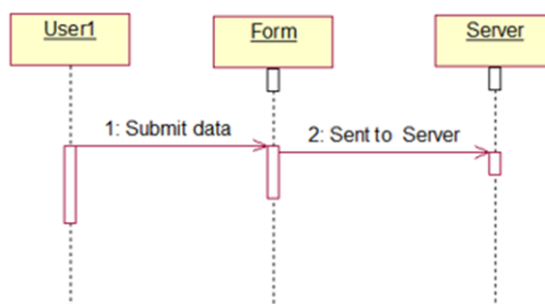 User1
Form
Server
1: Submit data
2: Sent to Server